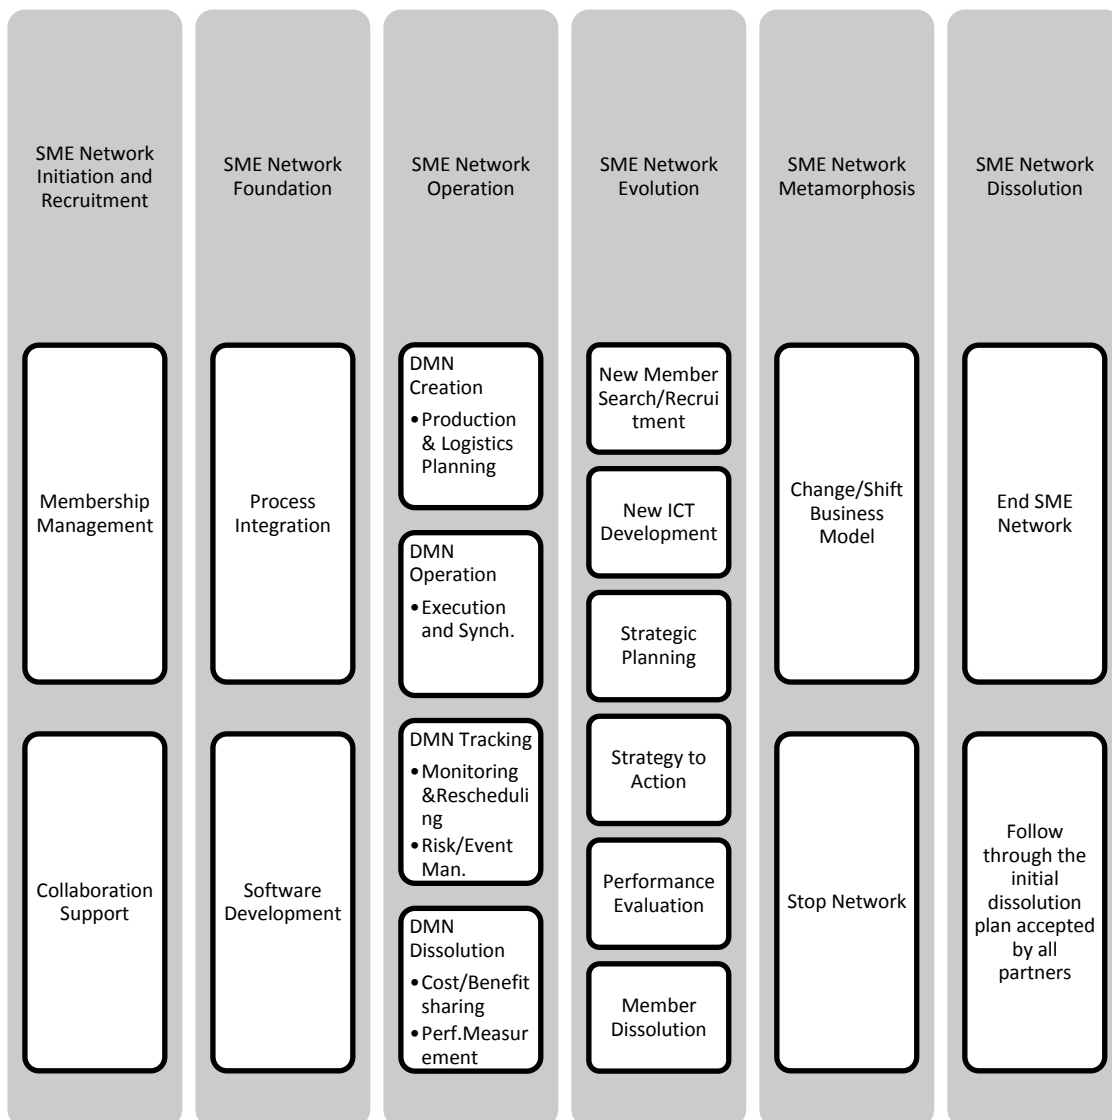 SME Network
Initiation and
Recruitment
Membership
Management
Collaboration
Support
SME Network
Foundation
Process
Integration
Software
Development
SME Network
Operation
DMN
Creation
•Production
& Logistics
Planning
DMN
Operation
•Execution
and Synch.
DMN Tracking
•Monitoring
&Rescheduli
ng
•Risk/Event
Man.
DMN
Dissolution
•Cost/Benefit
sharing
•Perf.Measur
ement
SME Network
Evolution
New Member
Search/Recrui
tment
New ICT
Development
Strategic
Planning
Strategy to
Action
Performance
Evaluation
Member
Dissolution
SME Network
Metamorphosis
Change/Shift
Business
Model
Stop Network
SME Network
Dissolution
End SME
Network
Follow
through the
initial
dissolution
plan accepted
by all
partners